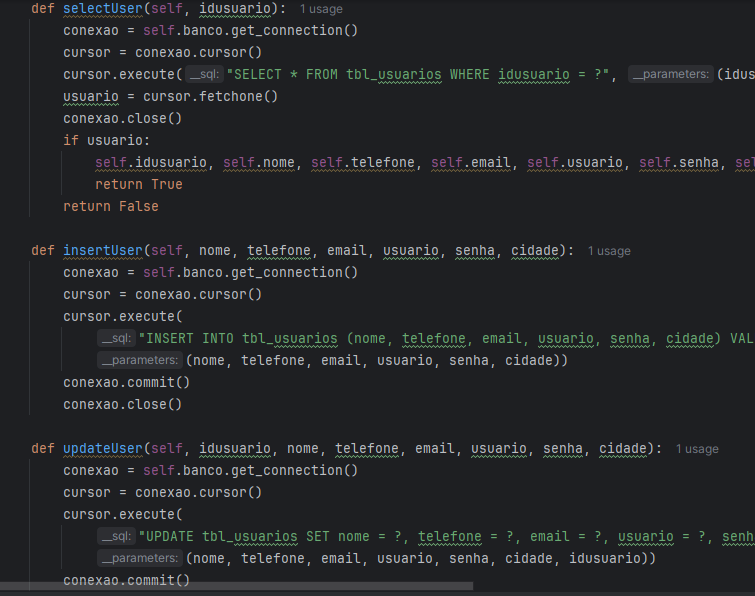 def selectUser(self, idusuario): 1 usage
conexao = self.banco.get_connection()
cursor = conexao.cursor()
cursor.execute(__sql: "SELECT * FROM tbl_usuarios WHERE idusuario = ?", __parameters: (idus
usuario = cursor.fetchone()
conexao.close()
if usuario:
self.idusuario, self.nome, self.telefone, self.email, self.usuario, self.senha, sel
return True
return False
def insertUser(self, nome, telefone, email, usuario, senha, cidade): 1 usage
conexao = self.banco.get_connection()
cursor = conexao.cursor()
cursor.execute(
__sql: "INSERT INTO tbl_usuarios (nome, telefone, email, usuario, senha, cidade) VAL
__parameters: (nome, telefone, email, usuario, senha, cidade))
conexao.commit()
conexao.close()
def updateUser(self, idusuario, nome, telefone, email, usuario, senha, cidade): 1 usage
conexao = self.banco.get_connection()
cursor = conexao.cursor()
cursor.execute(
__sql: "UPDATE tbl_usuarios SET nome = ?, telefone = ?, email = ?, usuario = ?, senh
__parameters: (nome, telefone, email, usuario, senha, cidade, idusuario))
conexao.commit()